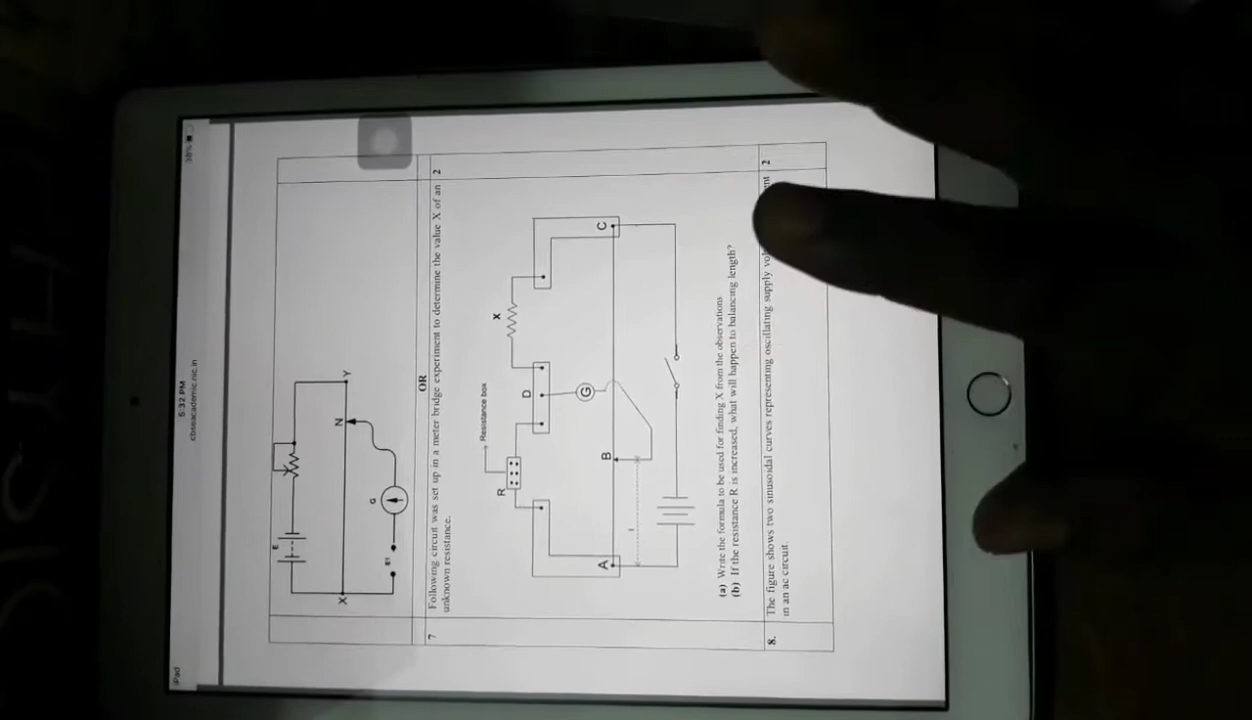 iPad
5:32 PM
38%
cbseacademic.nic.in
E
X
Y
N
G
E1
OR
7
Following circuit was set up in a meter bridge experiment to determine the value X of an
2
unknown resistance.
Resistance box
R
X
D
G
A
B
C
l
(a) Write the formula to be used for finding X from the observations
(b) If the resistance R is increased, what will happen to balancing length?
8.
The figure shows two sinusoidal curves representing oscillating supply
2
in an ac circuit.